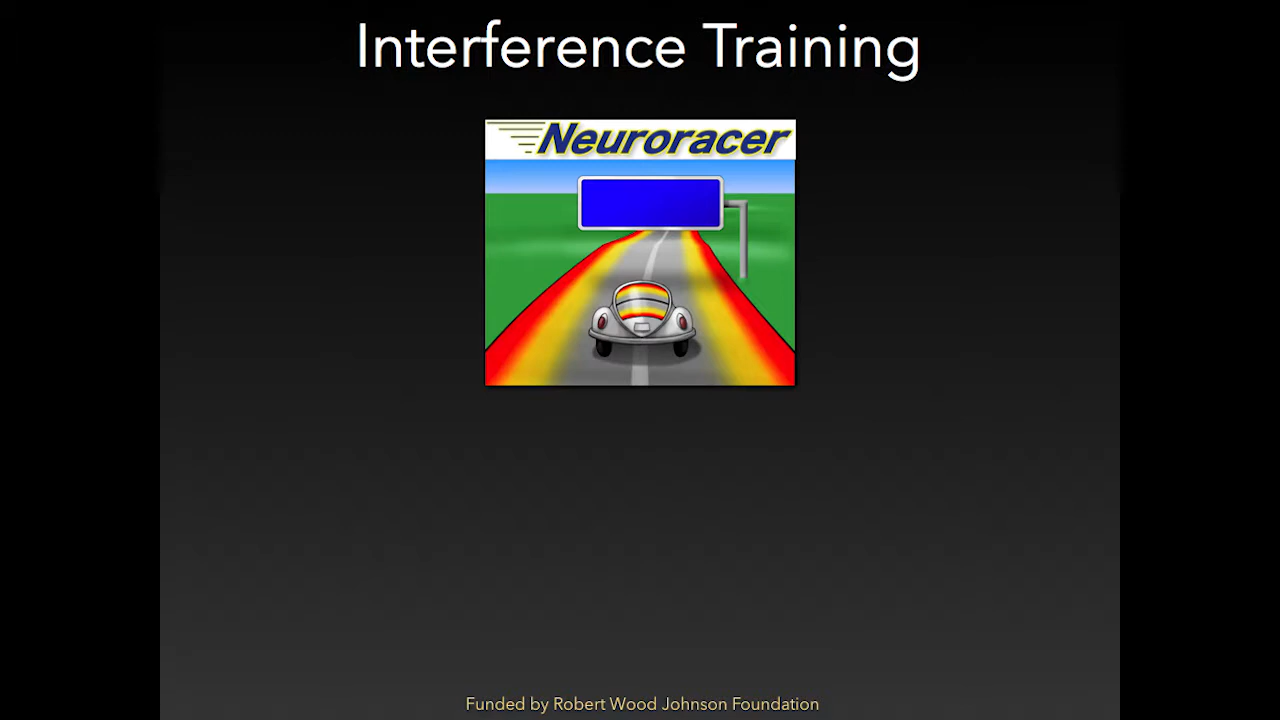 Interference Training
Neuroracer
Funded by Robert Wood Johnson Foundation